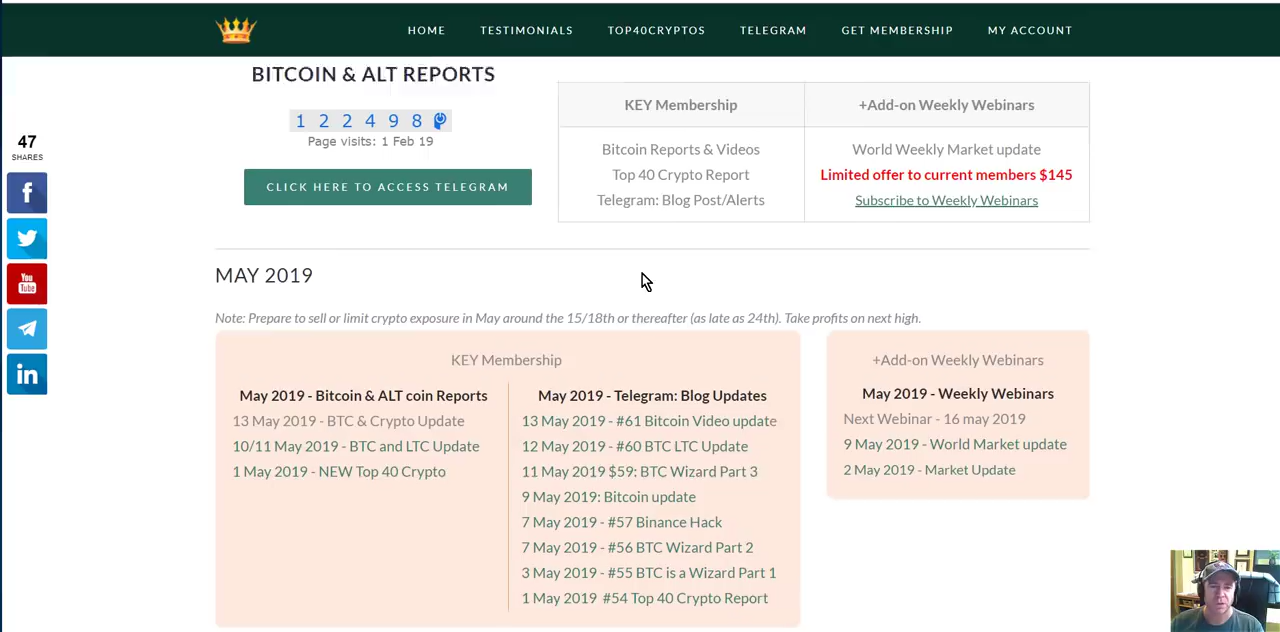 HOME TESTIMONIALS TOP40CRYPTOS TELEGRAM GET MEMBERSHIP MY ACCOUNT
BITCOIN & ALT REPORTS
122498
Page visits: 1 Feb 19
CLICK HERE TO ACCESS TELEGRAM
KEY Membership
+Add-on Weekly Webinars
Bitcoin Reports & Videos
World Weekly Market update
Top 40 Crypto Report
Limited offer to current members $145
Telegram: Blog Post/Alerts
Subscribe to Weekly Webinars
47
SHARES
f
You
Tube
in
MAY 2019
Note: Prepare to sell or limit crypto exposure in May around the 15/18th or thereafter (as late as 24th). Take profits on next high.
KEY Membership
May 2019 - Bitcoin & ALT coin Reports
13 May 2019 - BTC & Crypto Update
10/11 May 2019 - BTC and LTC Update
1 May 2019 - NEW Top 40 Crypto
May 2019 - Telegram: Blog Updates
13 May 2019 - #61 Bitcoin Video update
12 May 2019 - #60 BTC LTC Update
11 May 2019 $59: BTC Wizard Part 3
9 May 2019: Bitcoin update
7 May 2019 - #57 Binance Hack
7 May 2019 - #56 BTC Wizard Part 2
3 May 2019 - #55 BTC is a Wizard Part 1
1 May 2019 #54 Top 40 Crypto Report
+Add-on Weekly Webinars
May 2019 - Weekly Webinars
Next Webinar - 16 may 2019
9 May 2019 - World Market update
2 May 2019 - Market Update